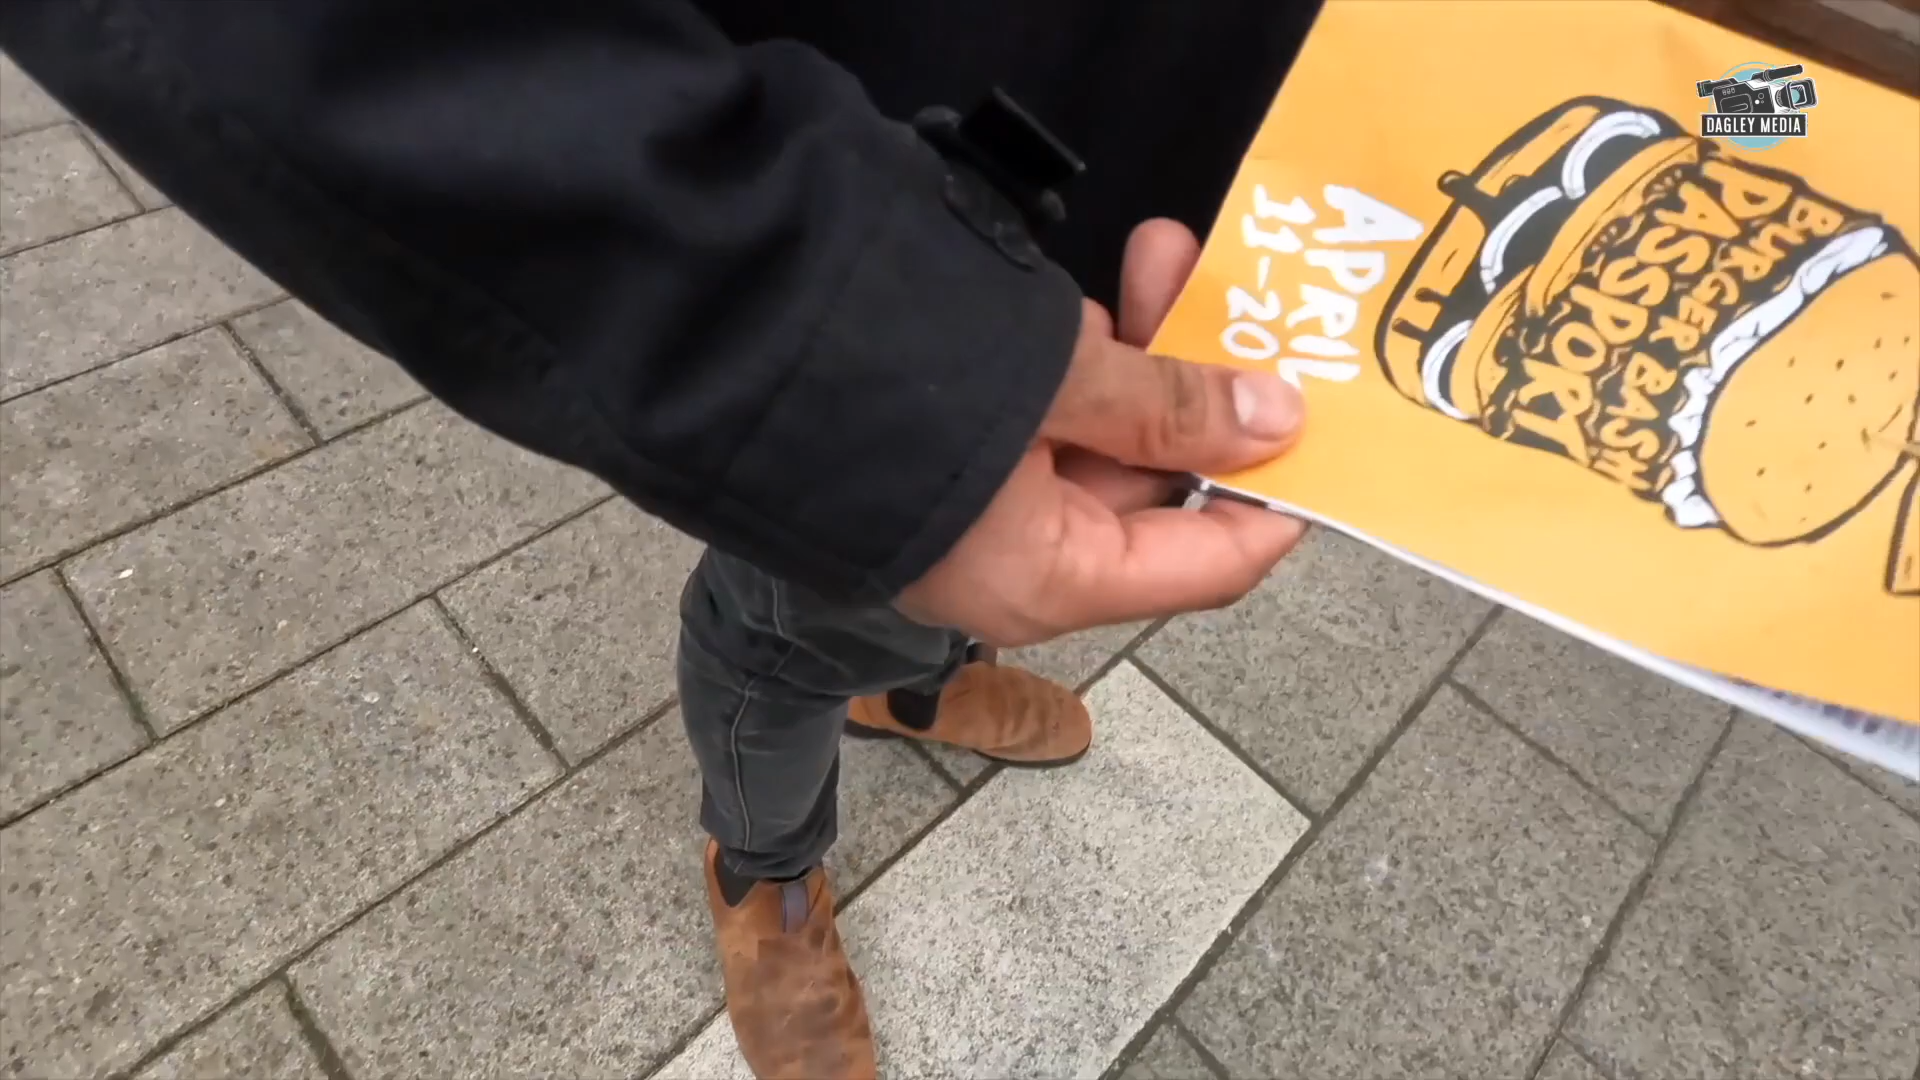 DAGLEY MEDIA
BURGER BASH
PASSPORT
APRIL
11-20